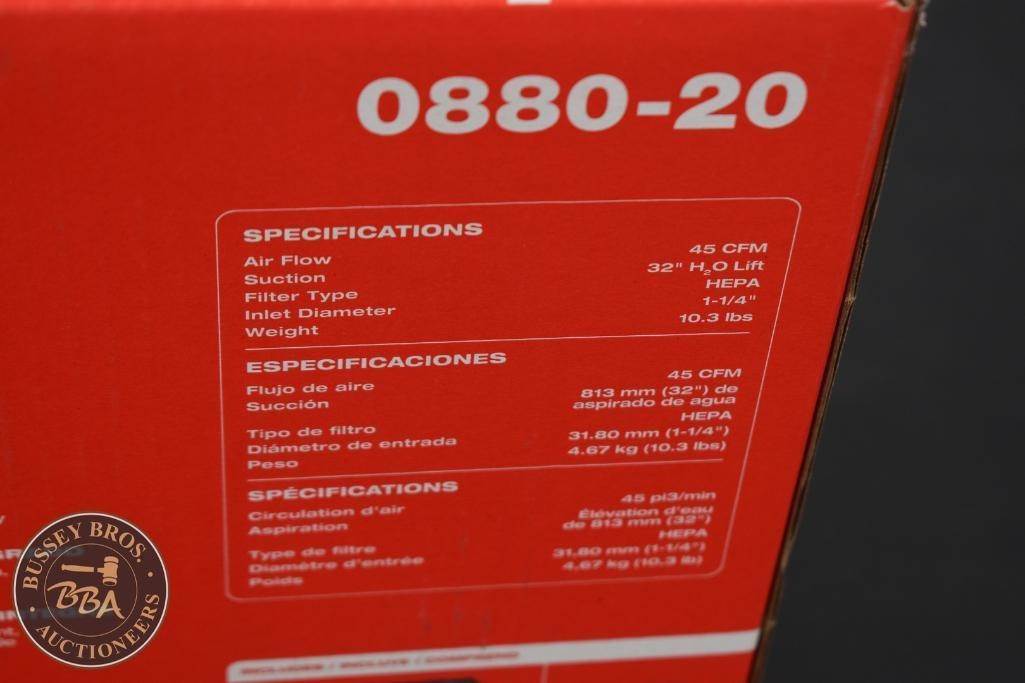 0880-20
SPECIFICATIONS
Air Flow 45 CFM
Suction 32" H₂O Lift
Filter Type HEPA
Inlet Diameter 1-1/4"
Weight 10.3 lbs
ESPECIFICACIONES
Flujo de aire 45 CFM
Succión 813 mm (32") de
aspirado de agua
Tipo de filtro HEPA
Diámetro de entrada 31.80 mm (1-1/4")
Peso 4.67 kg (10.3 lbs)
SPÉCIFICATIONS
Circulation d'air 45 pi3/min
Aspiration Élévation d'eau
de 813 mm (32")
Type de filtre HEPA
Diamétre d'entrée 31.80 mm (1-1/4")
Poids 4.67 kg (10.3 lb)
INCLUDES / INCLUYE / COMPREND
BUSSEY BROS.
BBA
AUCTIONEERS